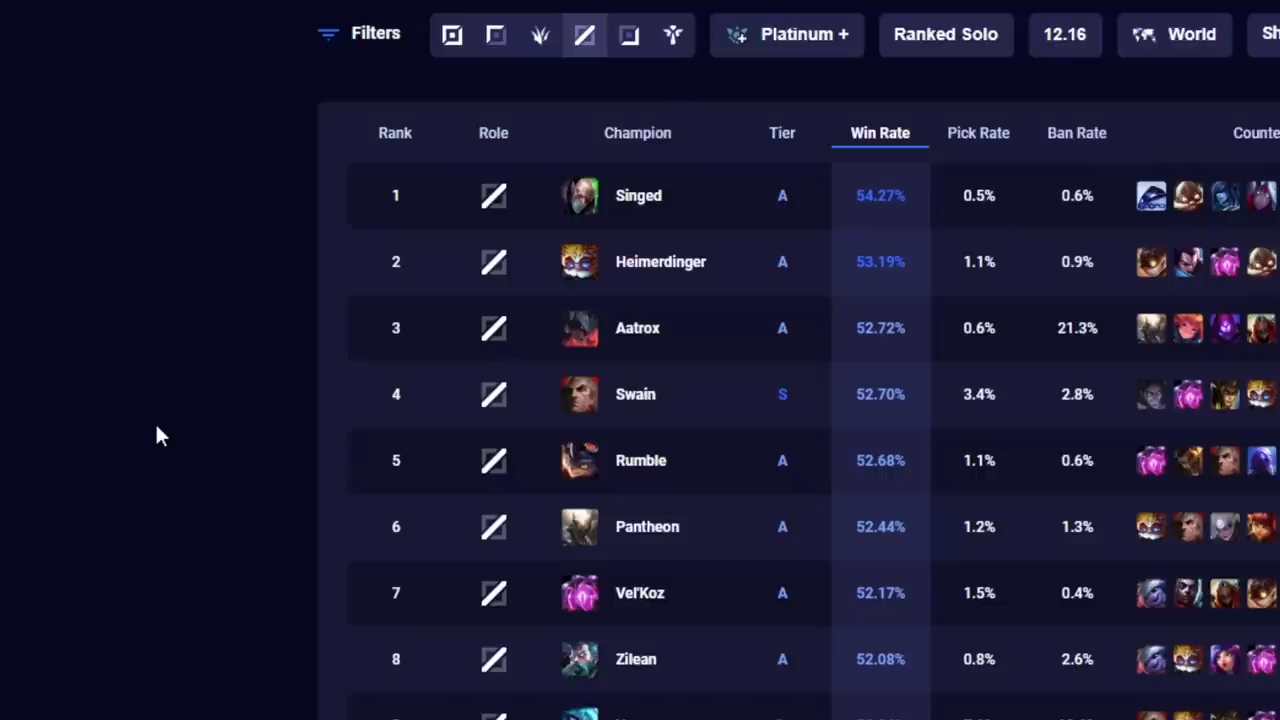 Filters Platinum + Ranked Solo 12.16 World Sh
Rank Role Champion Tier Win Rate Pick Rate Ban Rate Counte
1 Singed A 54.27% 0.5% 0.6%
2 Heimerdinger A 53.19% 1.1% 0.9%
3 Aatrox A 52.72% 0.6% 21.3%
4 Swain S 52.70% 3.4% 2.8%
5 Rumble A 52.68% 1.1% 0.6%
6 Pantheon A 52.44% 1.2% 1.3%
7 Vel'Koz A 52.17% 1.5% 0.4%
8 Zilean A 52.08% 0.8% 2.6%